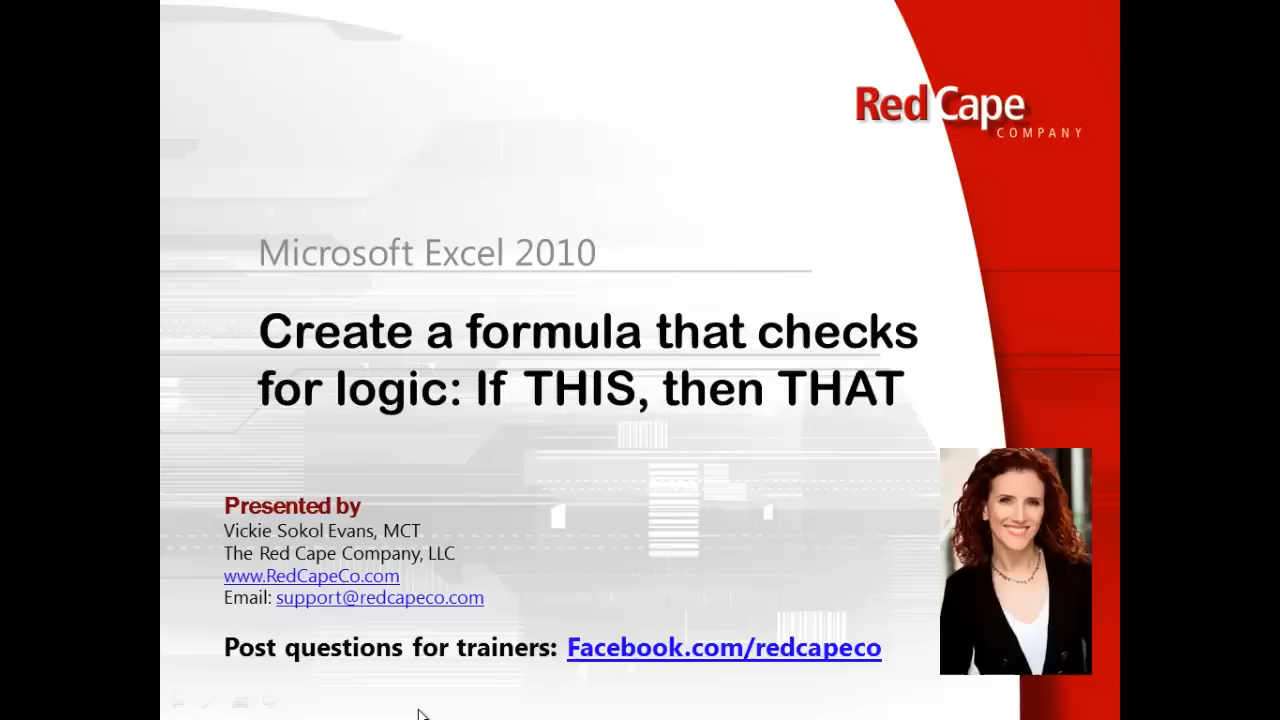 Red Cape
COMPANY
Microsoft Excel 2010
Create a formula that checks
for logic: If THIS, then THAT
Presented by
Vickie Sokol Evans, MCT
The Red Cape Company, LLC
www.RedCapeCo.com
Email: support@redcapeco.com
Post questions for trainers: Facebook.com/redcapeco